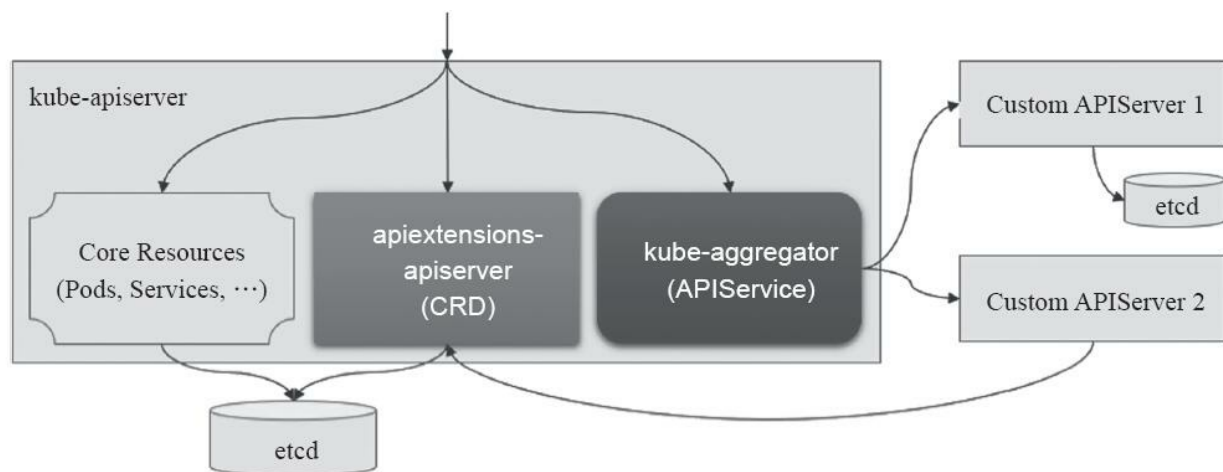 kube-apiserver
Custom APIServer 1
etcd
Core Resources
(Pods, Services, ⋯)
apiextensions-
apiserver
(CRD)
kube-aggregator
(APIService)
Custom APIServer 2
etcd